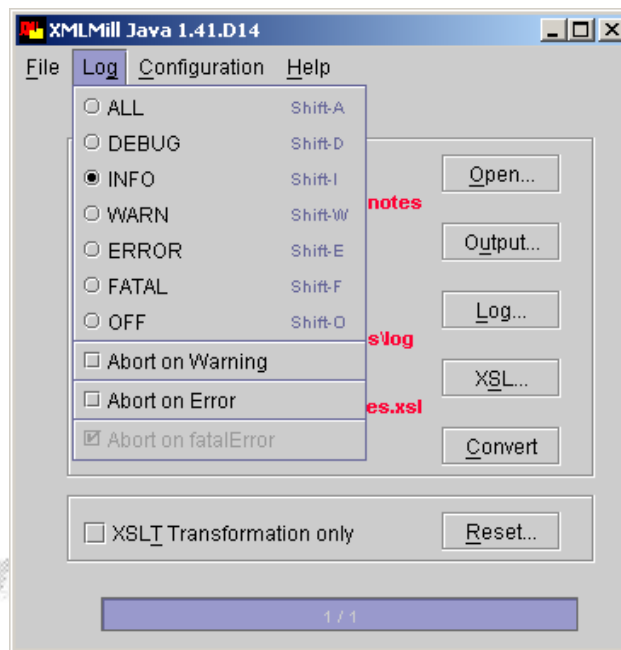 XMLMill Java 1.41.D14
File Log Configuration Help
ALL Shift-A
DEBUG Shift-D
INFO Shift-I
WARN Shift-W
ERROR Shift-E
FATAL Shift-F
OFF Shift-O
Abort on Warning
Abort on Error
Abort on fatalError
notes
s\log
es.xsl
Open...
Output...
Log...
XSL...
Convert
XSLT Transformation only
Reset...
1 / 1